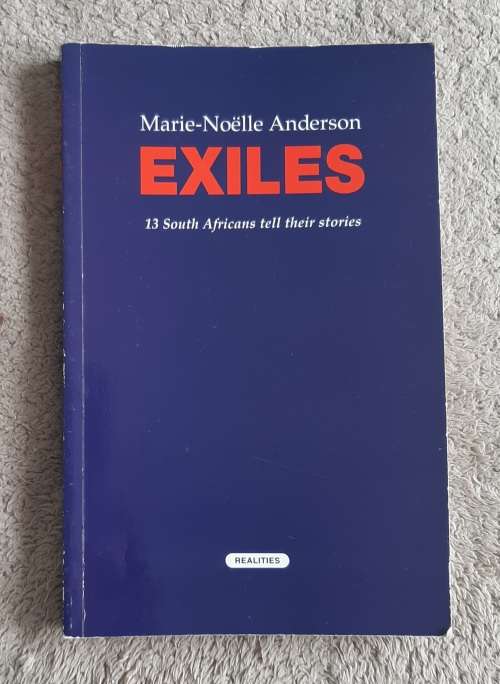 Marie-Noëlle Anderson
EXILES
13 South Africans tell their stories
REALITIES